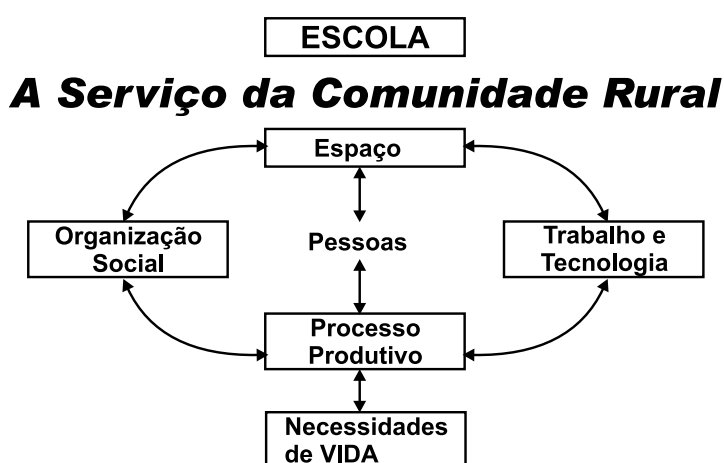 ESCOLA
A Serviço da Comunidade Rural
Espaço
Organização
Social
Pessoas
Trabalho e
Tecnologia
Processo
Produtivo
Necessidades
de VIDA